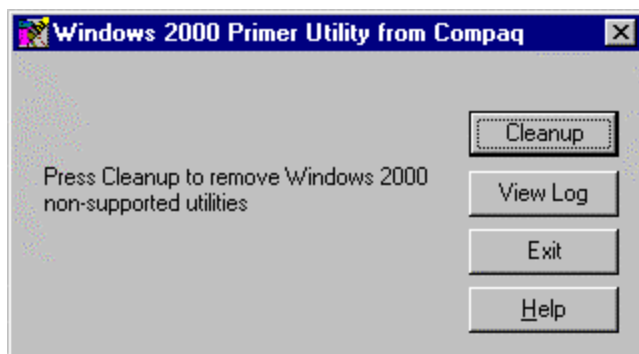 Windows 2000 Primer Utility from Compaq
Press Cleanup to remove Windows 2000
non-supported utilities
Cleanup
View Log
Exit
Help